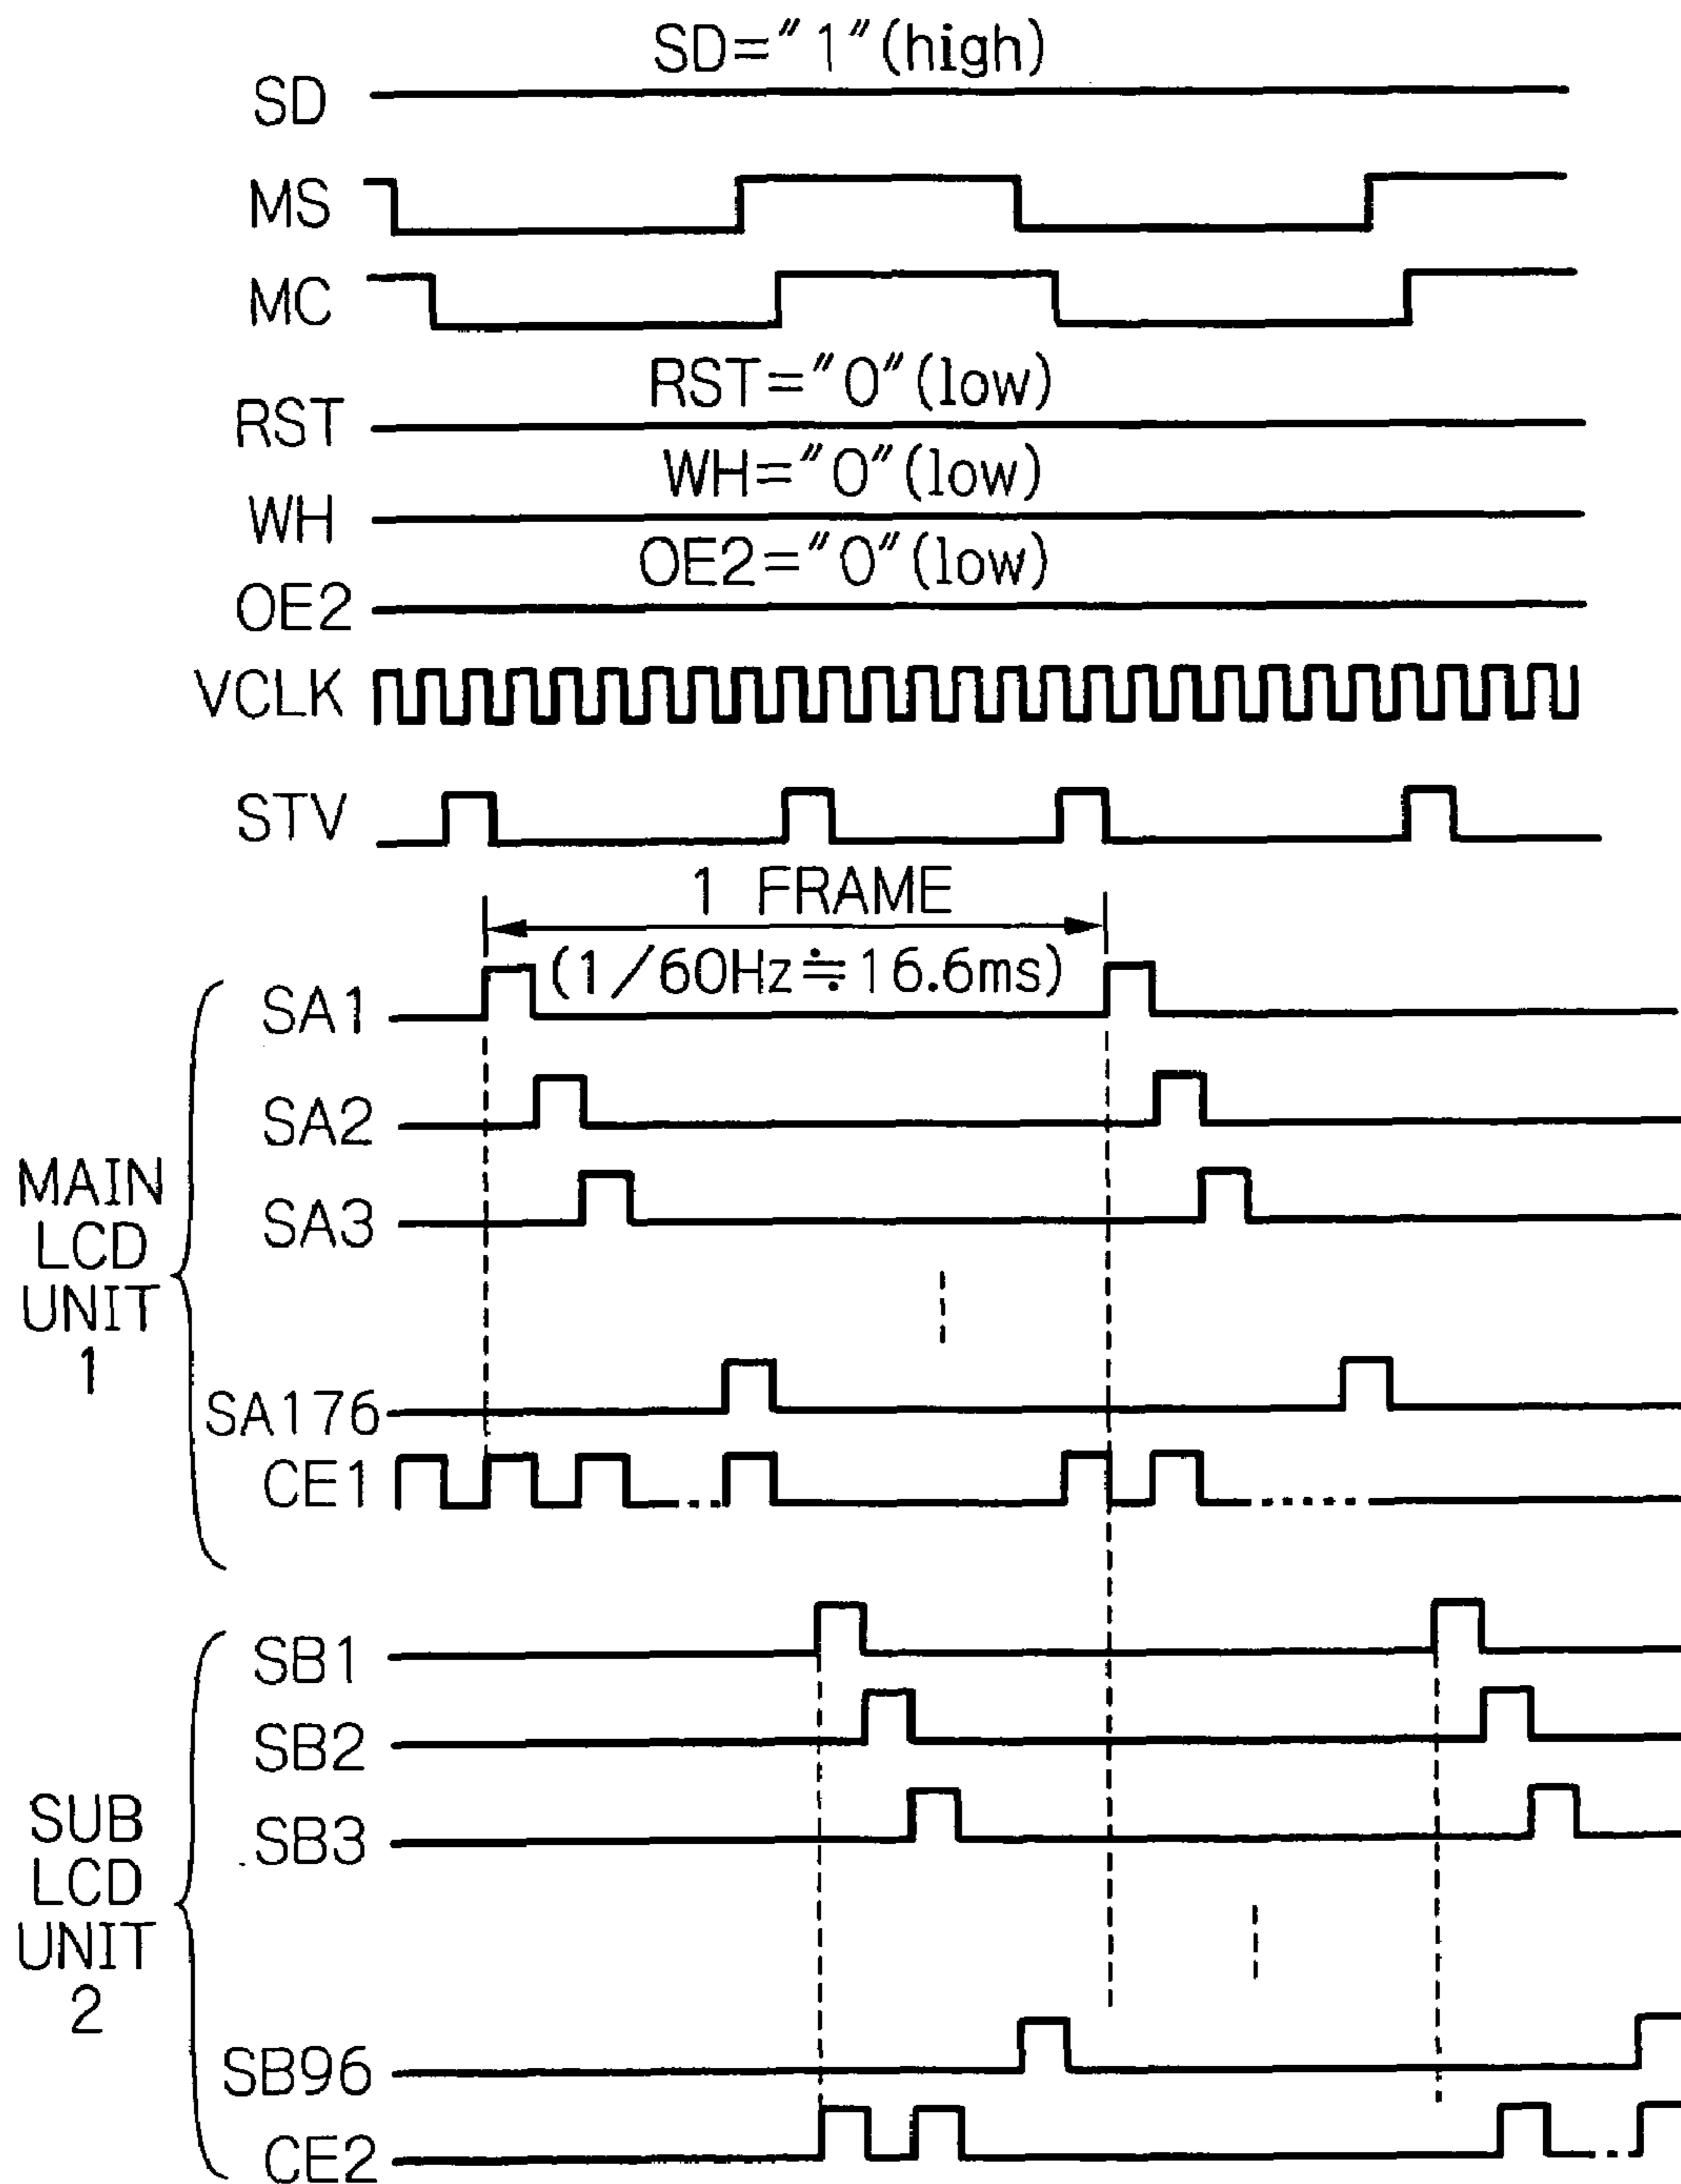 SD="1"(high)
SD
MS
MC
RST="0"(low)
RST
WH="0"(low)
WH
OE2="0"(low)
OE2
VCLK
STV
1 FRAME
(1/60Hz≒16.6ms)
MAIN
LCD
UNIT
1
SA1
SA2
SA3
SA176
CE1
SUB
LCD
UNIT
2
SB1
SB2
SB3
SB96
CE2